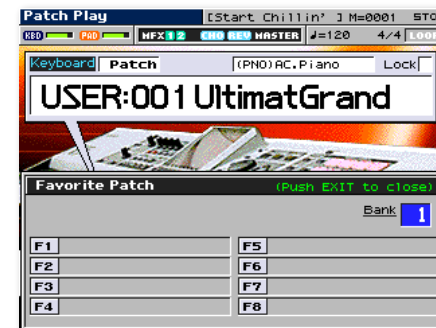 Patch Play [Start Chillin' ] M=0001 STO
KBD PAD MFX 1 2 CHO REV MASTER ♩=120 4/4 LOOP
Keyboard Patch (PNO)AC.Piano Lock
USER:001 UltimatGrand
Favorite Patch (Push EXIT to close)
Bank 1
F1 F5
F2 F6
F3 F7
F4 F8